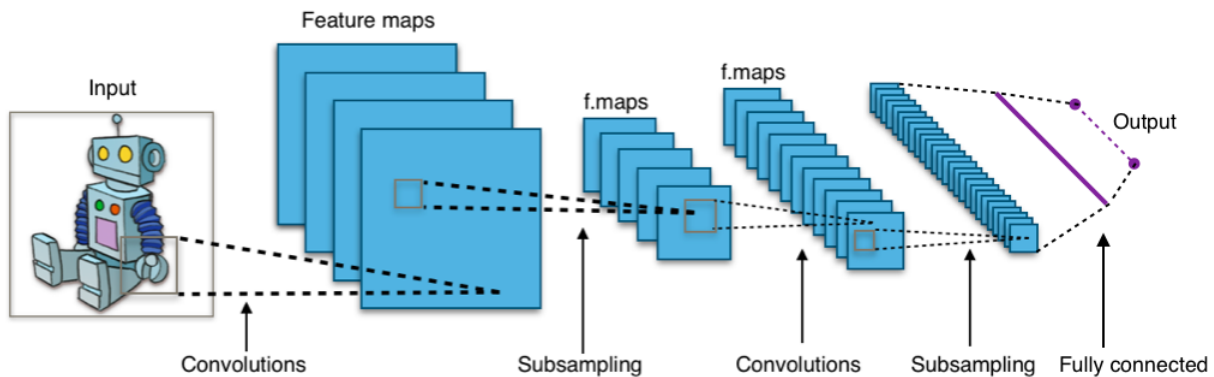 Feature maps
Input
f.maps
f.maps
Output
Convolutions
Subsampling
Convolutions
Subsampling
Fully connected